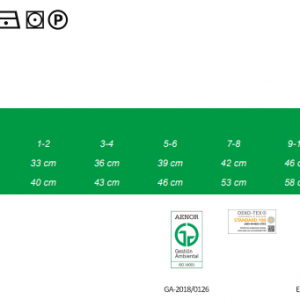 P
1-2 3-4 5-6 7-8 9-1
33 cm 36 cm 39 cm 42 cm 46 c
40 cm 43 cm 46 cm 53 cm 58 c
AENOR
Gestión
Ambiental
ISO 14001
OEKO-TEX®
STANDARD 100
GA-2018/0126
E